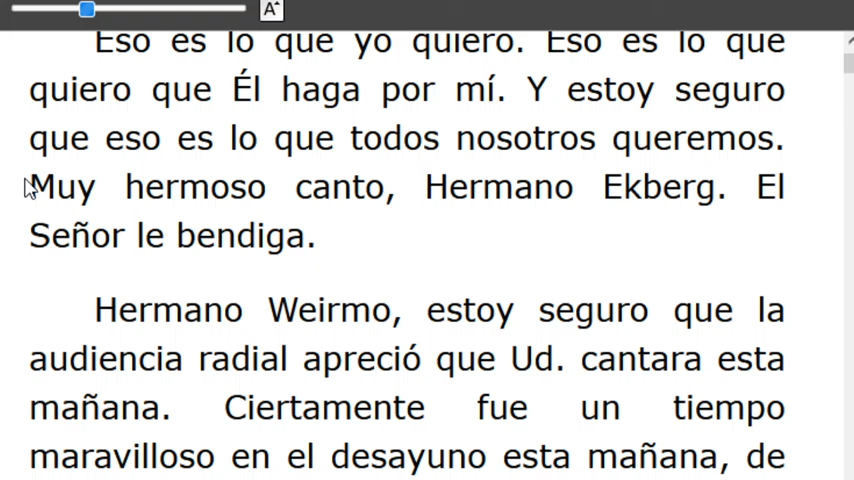 A
Eso es lo que yo quiero. Eso es lo que
quiero que Él haga por mí. Y estoy seguro
que eso es lo que todos nosotros queremos.
Muy hermoso canto, Hermano Ekberg. El
Señor le bendiga.
Hermano Weirmo, estoy seguro que la
audiencia radial apreció que Ud. cantara esta
mañana. Ciertamente fue un tiempo
maravilloso en el desayuno esta mañana, de